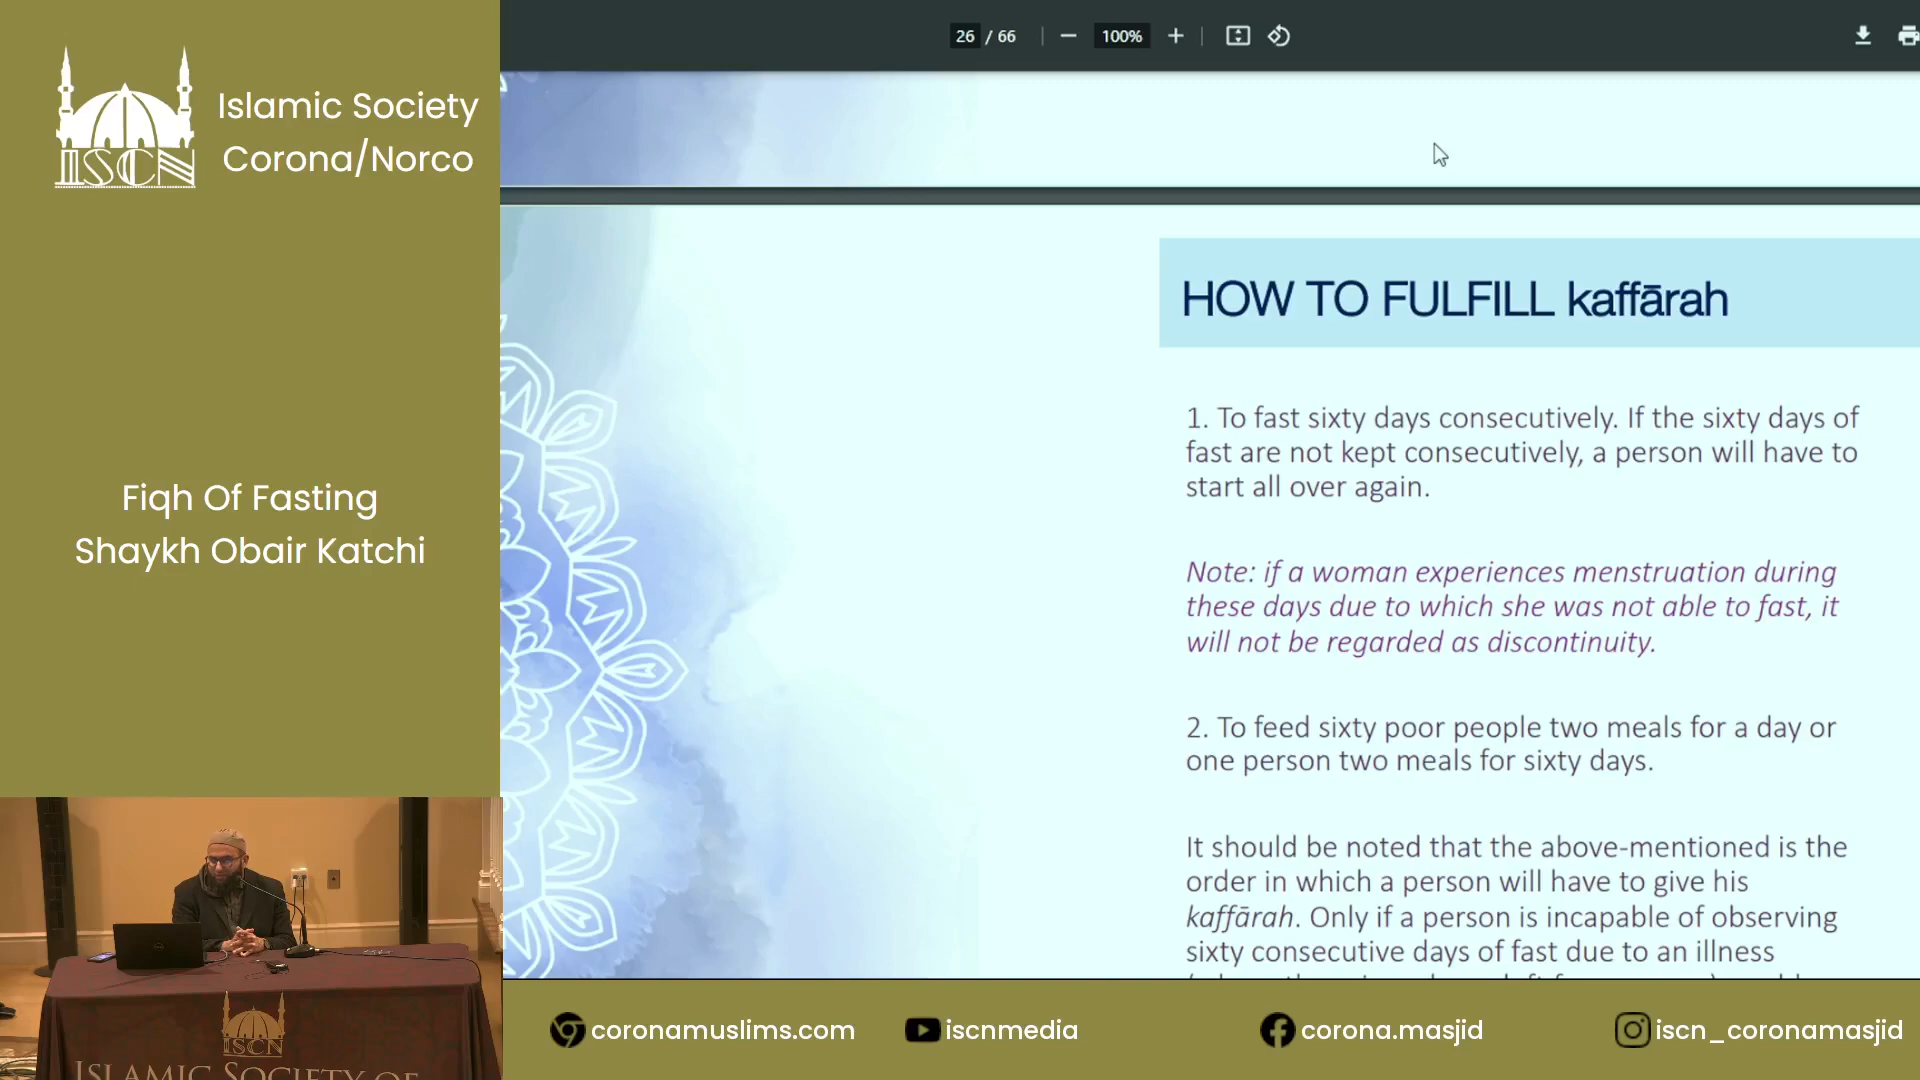 26 / 66
100%
ISCN
Islamic Society
Corona/Norco
Fiqh Of Fasting
Shaykh Obair Katchi
HOW TO FULFILL kaffārah
1. To fast sixty days consecutively. If the sixty days of
fast are not kept consecutively, a person will have to
start all over again.
Note: if a woman experiences menstruation during
these days due to which she was not able to fast, it
will not be regarded as discontinuity.
2. To feed sixty poor people two meals for a day or
one person two meals for sixty days.
It should be noted that the above-mentioned is the
order in which a person will have to give his
kaffārah. Only if a person is incapable of observing
sixty consecutive days of fast due to an illness
ISCN
ISLAMIC SOCIETY OF
coronamuslims.com
iscnmedia
corona.masjid
iscn_coronamasjid